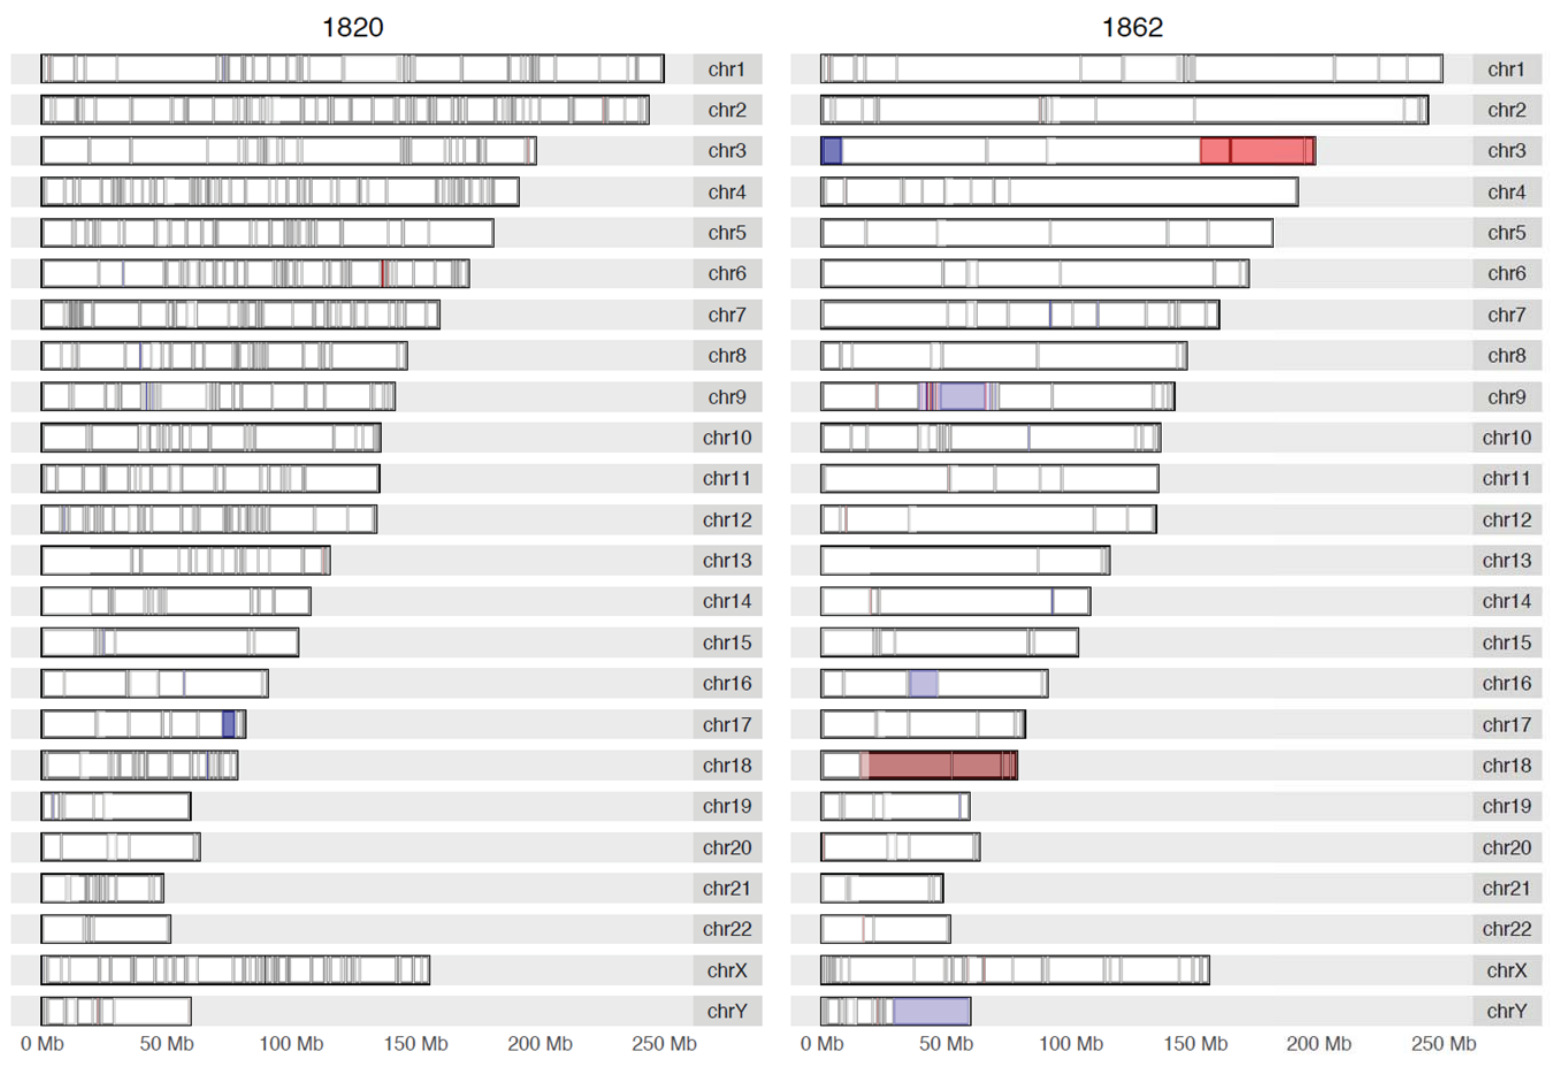 1820 1862
chr1 chr1
chr2 chr2
chr3 chr3
chr4 chr4
chr5 chr5
chr6 chr6
chr7 chr7
chr8 chr8
chr9 chr9
chr10 chr10
chr11 chr11
chr12 chr12
chr13 chr13
chr14 chr14
chr15 chr15
chr16 chr16
chr17 chr17
chr18 chr18
chr19 chr19
chr20 chr20
chr21 chr21
chr22 chr22
chrX chrX
chrY chrY
0 Mb 50 Mb 100 Mb 150 Mb 200 Mb 250 Mb 0 Mb 50 Mb 100 Mb 150 Mb 200 Mb 250 Mb